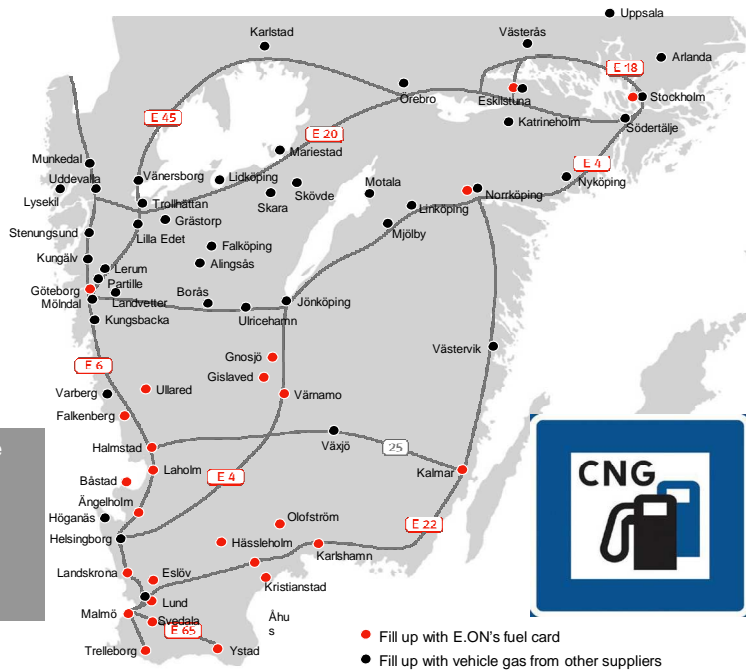 Uppsala
Karlstad
Västerås
Arlanda
E 18
Örebro
Eskilstuna
Stockholm
E 45
Katrineholm
Södertälje
E 20
Mariestad
E 4
Munkedal
Vänersborg
Lidköping
Nyköping
Uddevalla
Skövde
Motala
Norrköping
Lysekil
Trollhättan
Skara
Linköping
Grästorp
Stenungsund
Lilla Edet
Mjölby
Falköping
Kungälv
Lerum
Alingsås
Partille
Göteborg
Borås
Jönköping
Mölndal
Landvetter
Kungsbacka
Ulricehamn
Västervik
Gnosjö
E 6
Gislaved
Varberg
Ullared
Värnamo
Falkenberg
Växjö
25
Halmstad
Laholm
Kalmar
Båstad
E 4
CNG
Ängelholm
Höganäs
Olofström
E 22
Helsingborg
Hässleholm
Karlshamn
Landskrona
Eslöv
Kristianstad
Lund
Malmö
Svedala
Åhu
s
E 65
Trelleborg
Ystad
Fill up with E.ON's fuel card
Fill up with vehicle gas from other suppliers